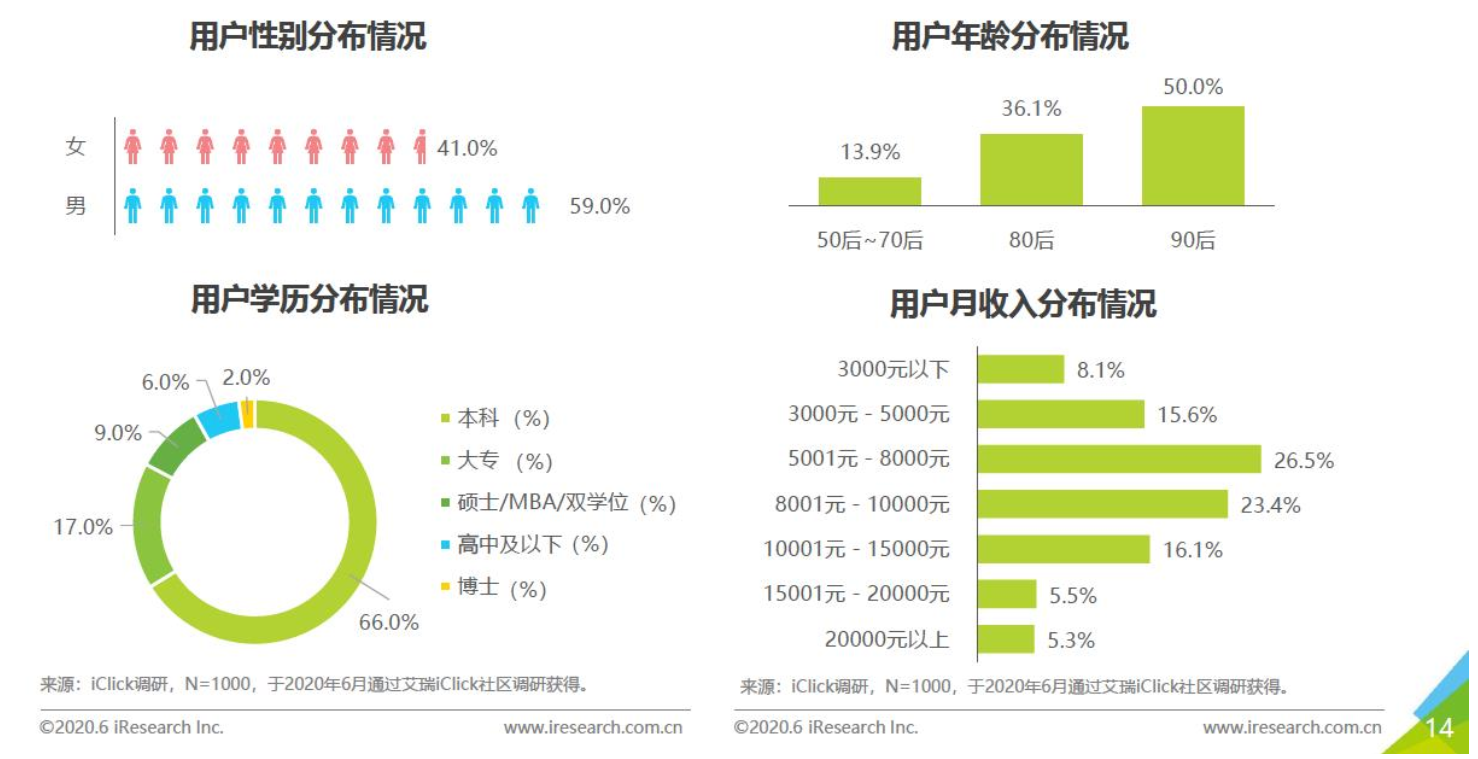 用户性别分布情况
女 41.0%
男 59.0%
用户年龄分布情况
13.9%
36.1%
50.0%
50后~70后
80后
90后
用户学历分布情况
6.0%
2.0%
9.0%
17.0%
66.0%
本科（%）
大专（%）
硕士/MBA/双学位（%）
高中及以下（%）
博士（%）
用户月收入分布情况
3000元以下 8.1%
3000元 - 5000元 15.6%
5001元 - 8000元 26.5%
8001元 - 10000元 23.4%
10001元 - 15000元 16.1%
15001元 - 20000元 5.5%
20000元以上 5.3%
来源：iClick调研，N=1000，于2020年6月通过艾瑞iClick社区调研获得。
©2020.6 iResearch Inc. www.iresearch.com.cn
来源：iClick调研，N=1000，于2020年6月通过艾瑞iClick社区调研获得。
©2020.6 iResearch Inc. www.iresearch.com.cn
14